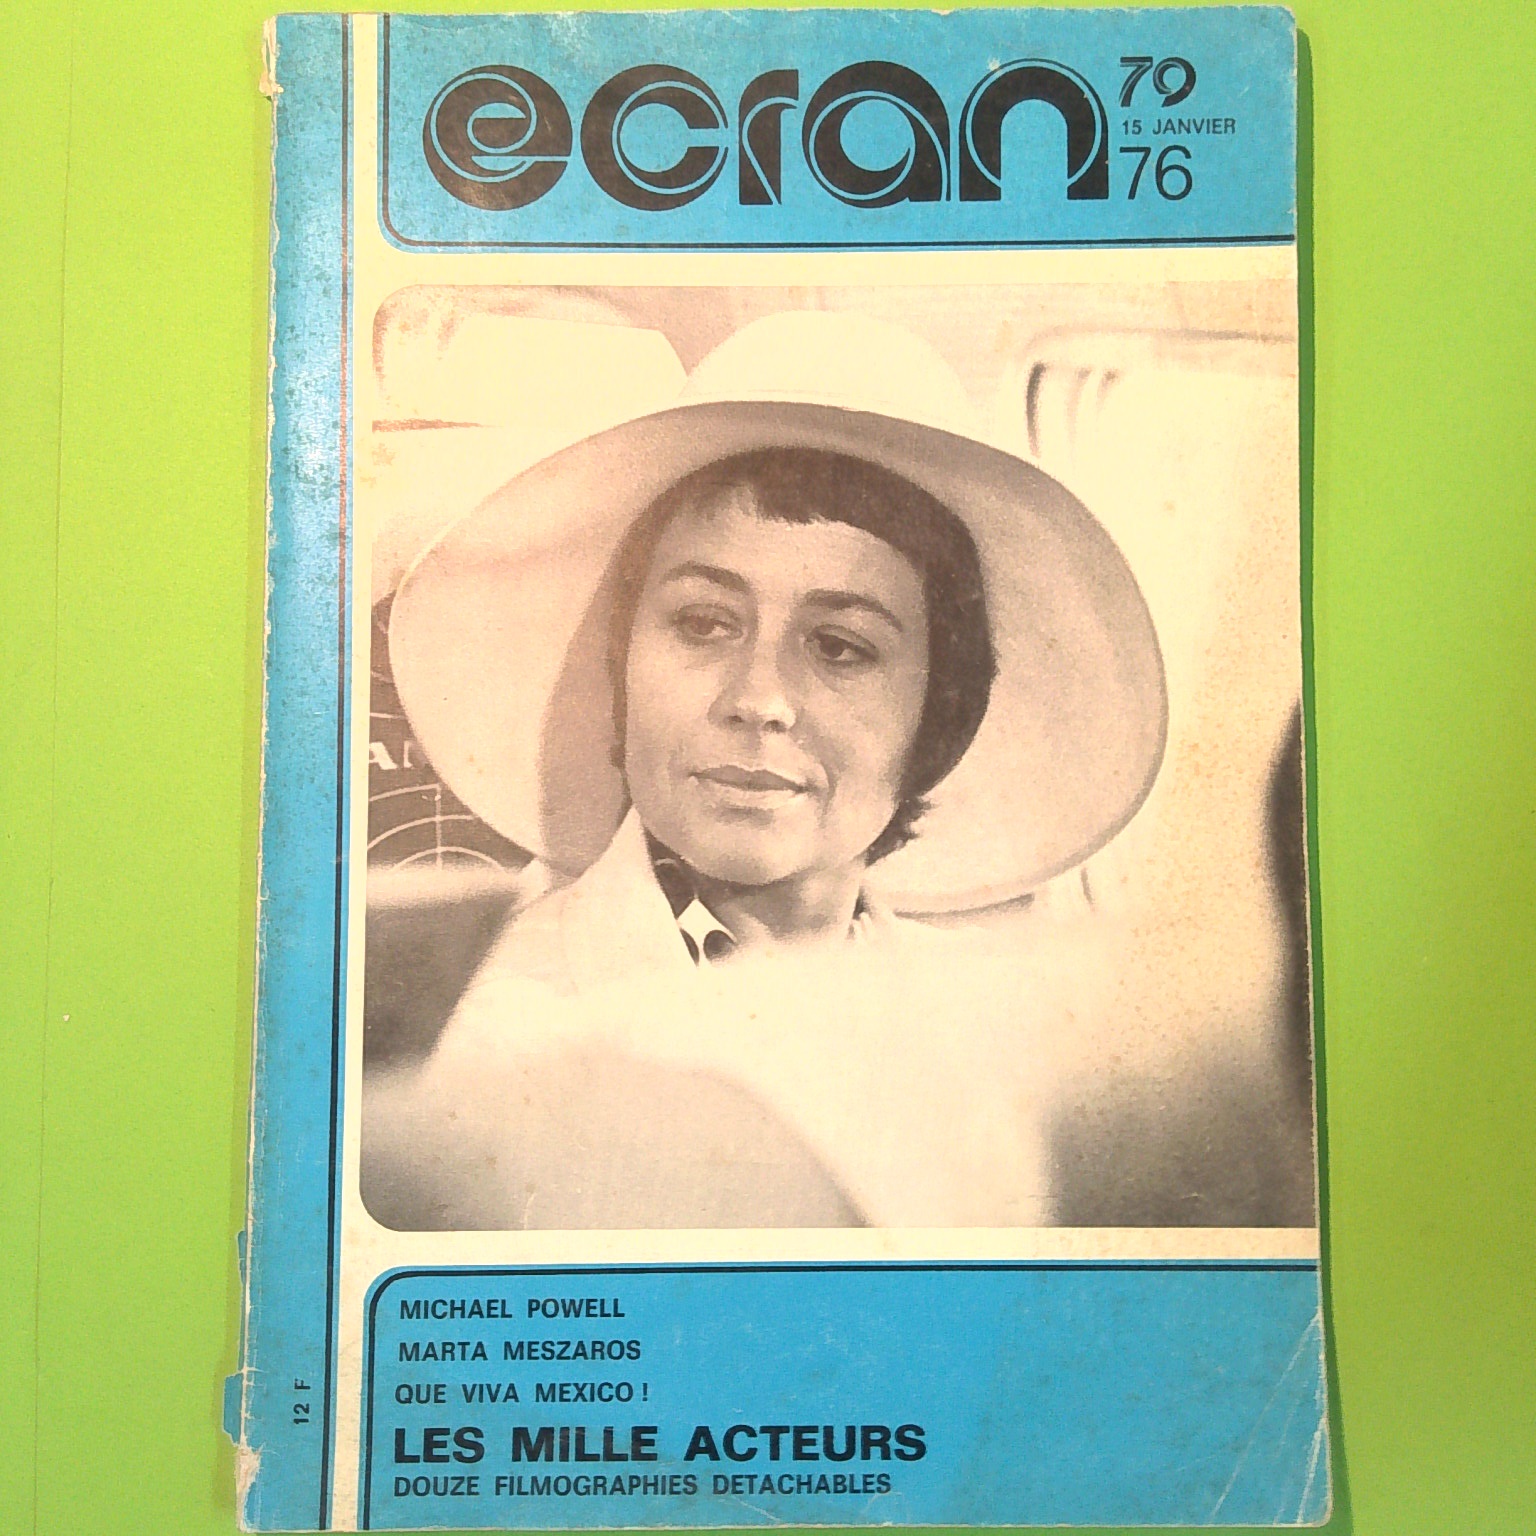 ecran
79
15 JANVIER
76
MICHAEL POWELL
MARTA MESZAROS
QUE VIVA MEXICO !
LES MILLE ACTEURS
DOUZE FILMOGRAPHIES DETACHABLES
12 F